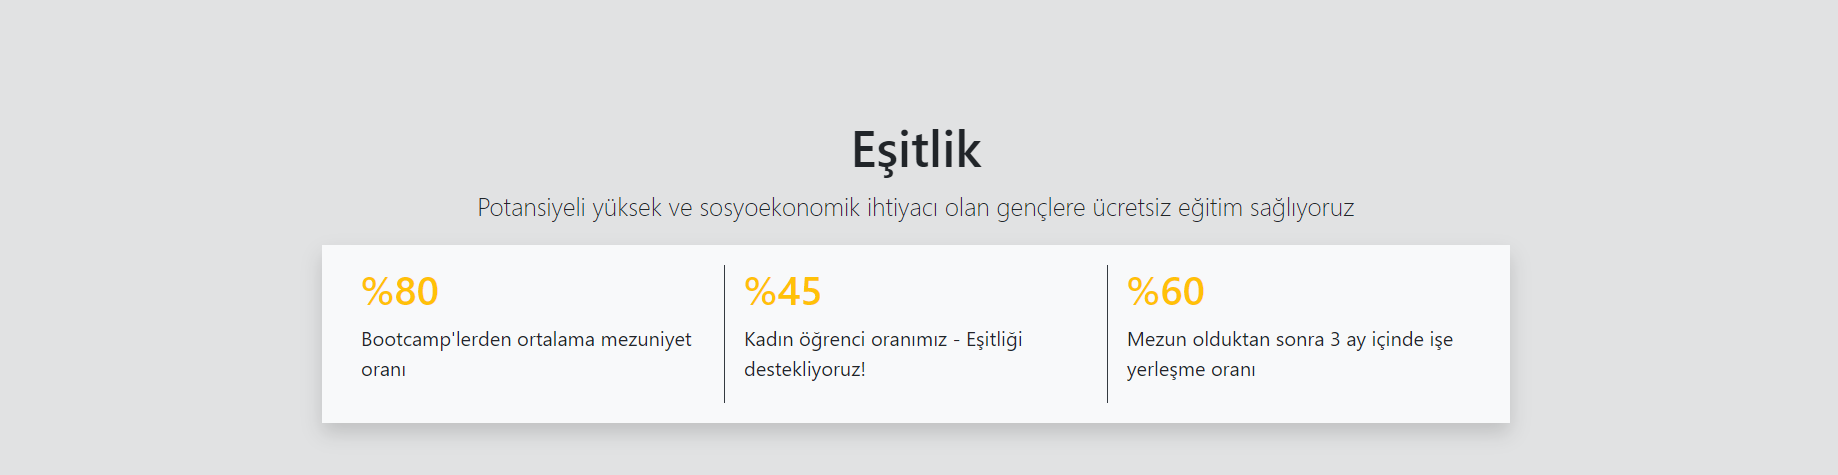 Eşitlik
Potansiyeli yüksek ve sosyoekonomik ihtiyacı olan gençlere ücretsiz eğitim sağlıyoruz
%80
Bootcamp'lerden ortalama mezuniyet
oranı
%45
Kadın öğrenci oranımız - Eşitliği
destekliyoruz!
%60
Mezun olduktan sonra 3 ay içinde işe
yerleşme oranı